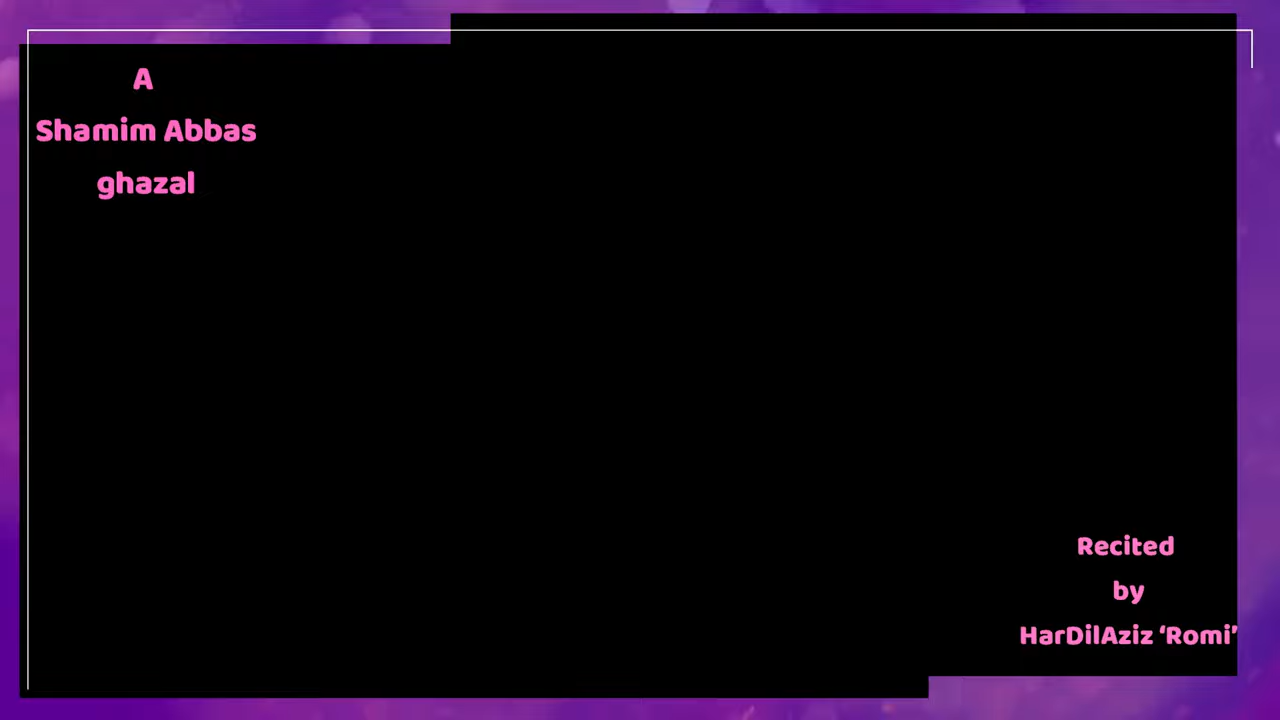 A
Shamim Abbas
ghazal
Recited
by
HarDilAziz ‘Romi’